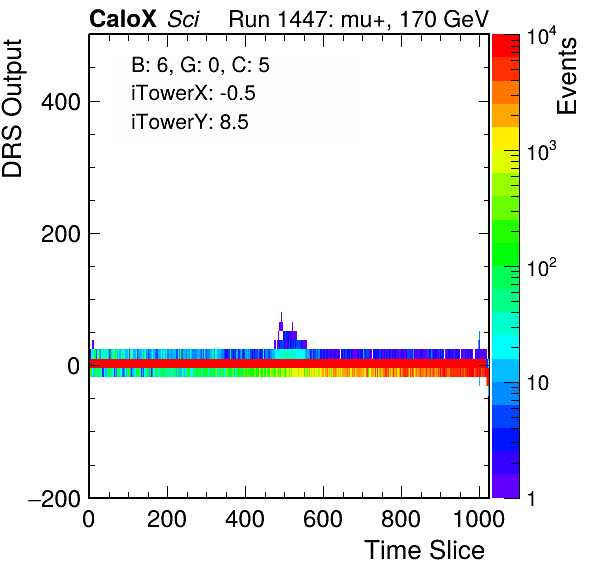 CaloX Sci Run 1447: mu+, 170 GeV
B: 6, G: 0, C: 5
iTowerX: -0.5
iTowerY: 8.5
DRS Output
400
200
0
−200
0 200 400 600 800 1000
Time Slice
Events
10^4
10^3
10^2
10
1